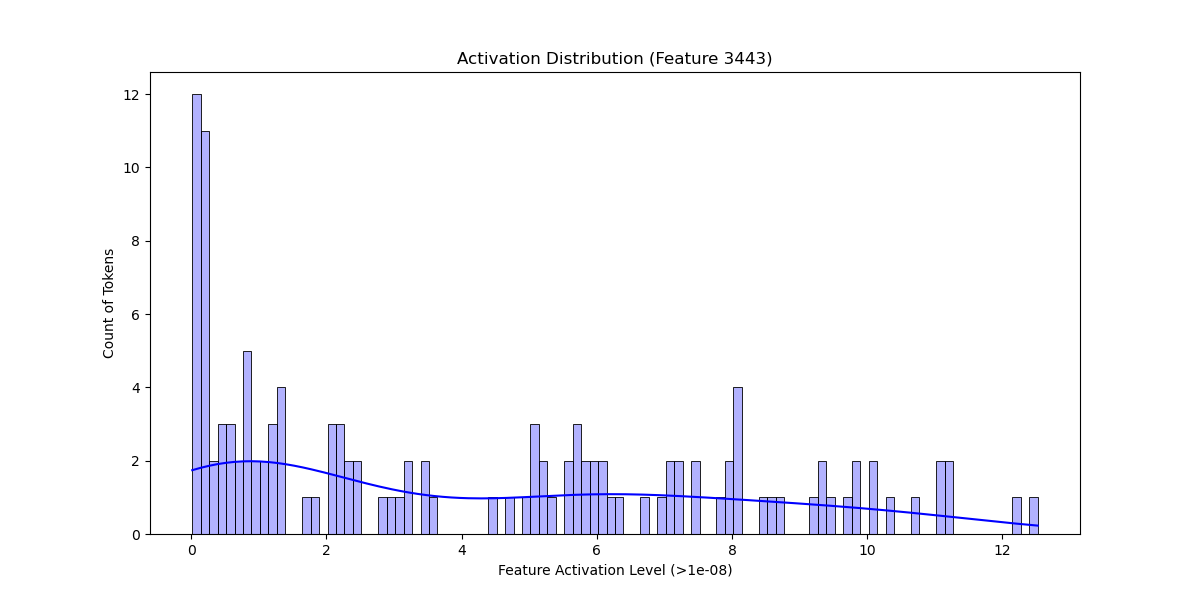 Activation Distribution (Feature 3443)
12
10
8
6
4
2
0
Count of Tokens
0 2 4 6 8 10 12
Feature Activation Level (>1e-08)